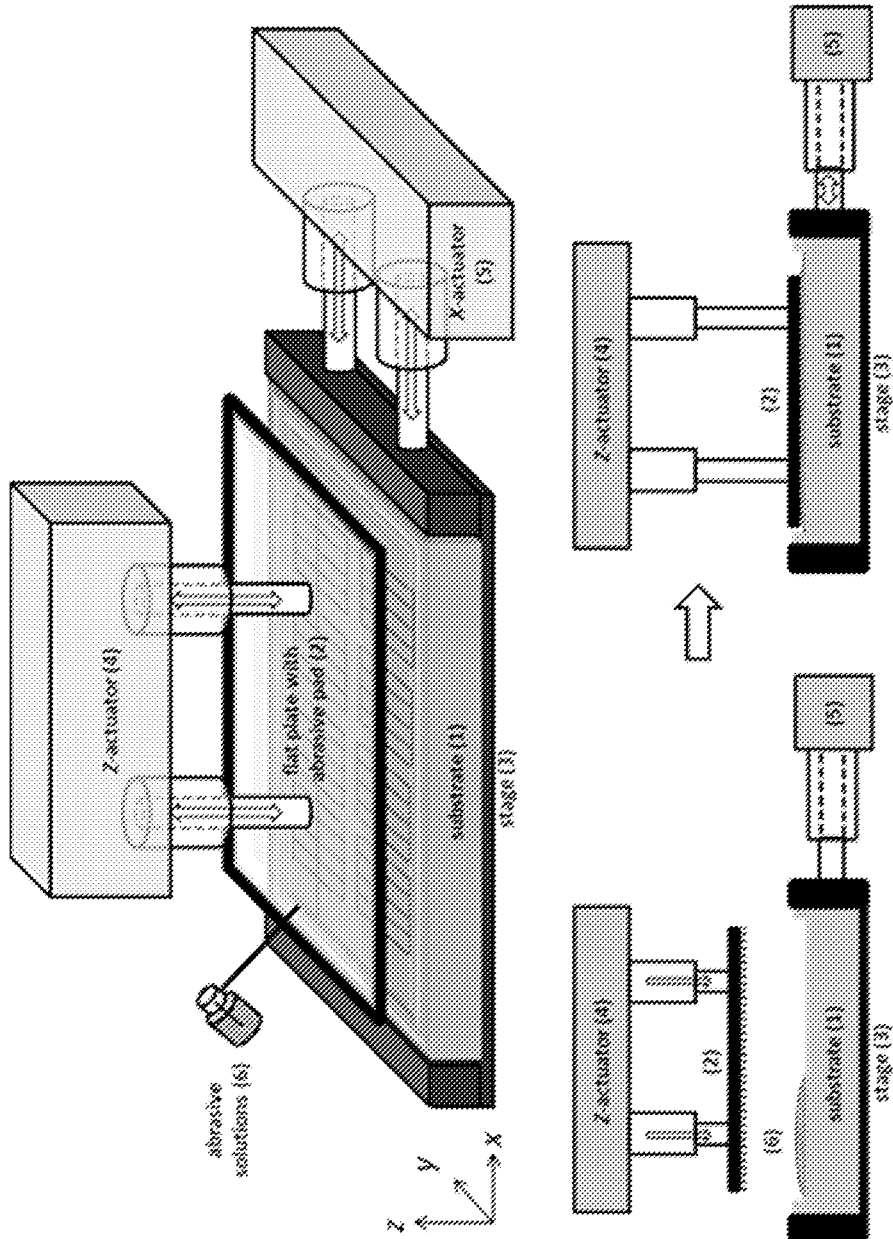 Z-actuator (4)
X-actuator
(5)
flat plate with
abrasive pad (2)
substrate (1)
stage (3)
abrasive
solutions (6)
z
y
x
Z-actuator (4)
(2)
(6)
substrate (1)
stage (3)
(5)
Z-actuator (4)
(2)
substrate (1)
stage (3)
(5)